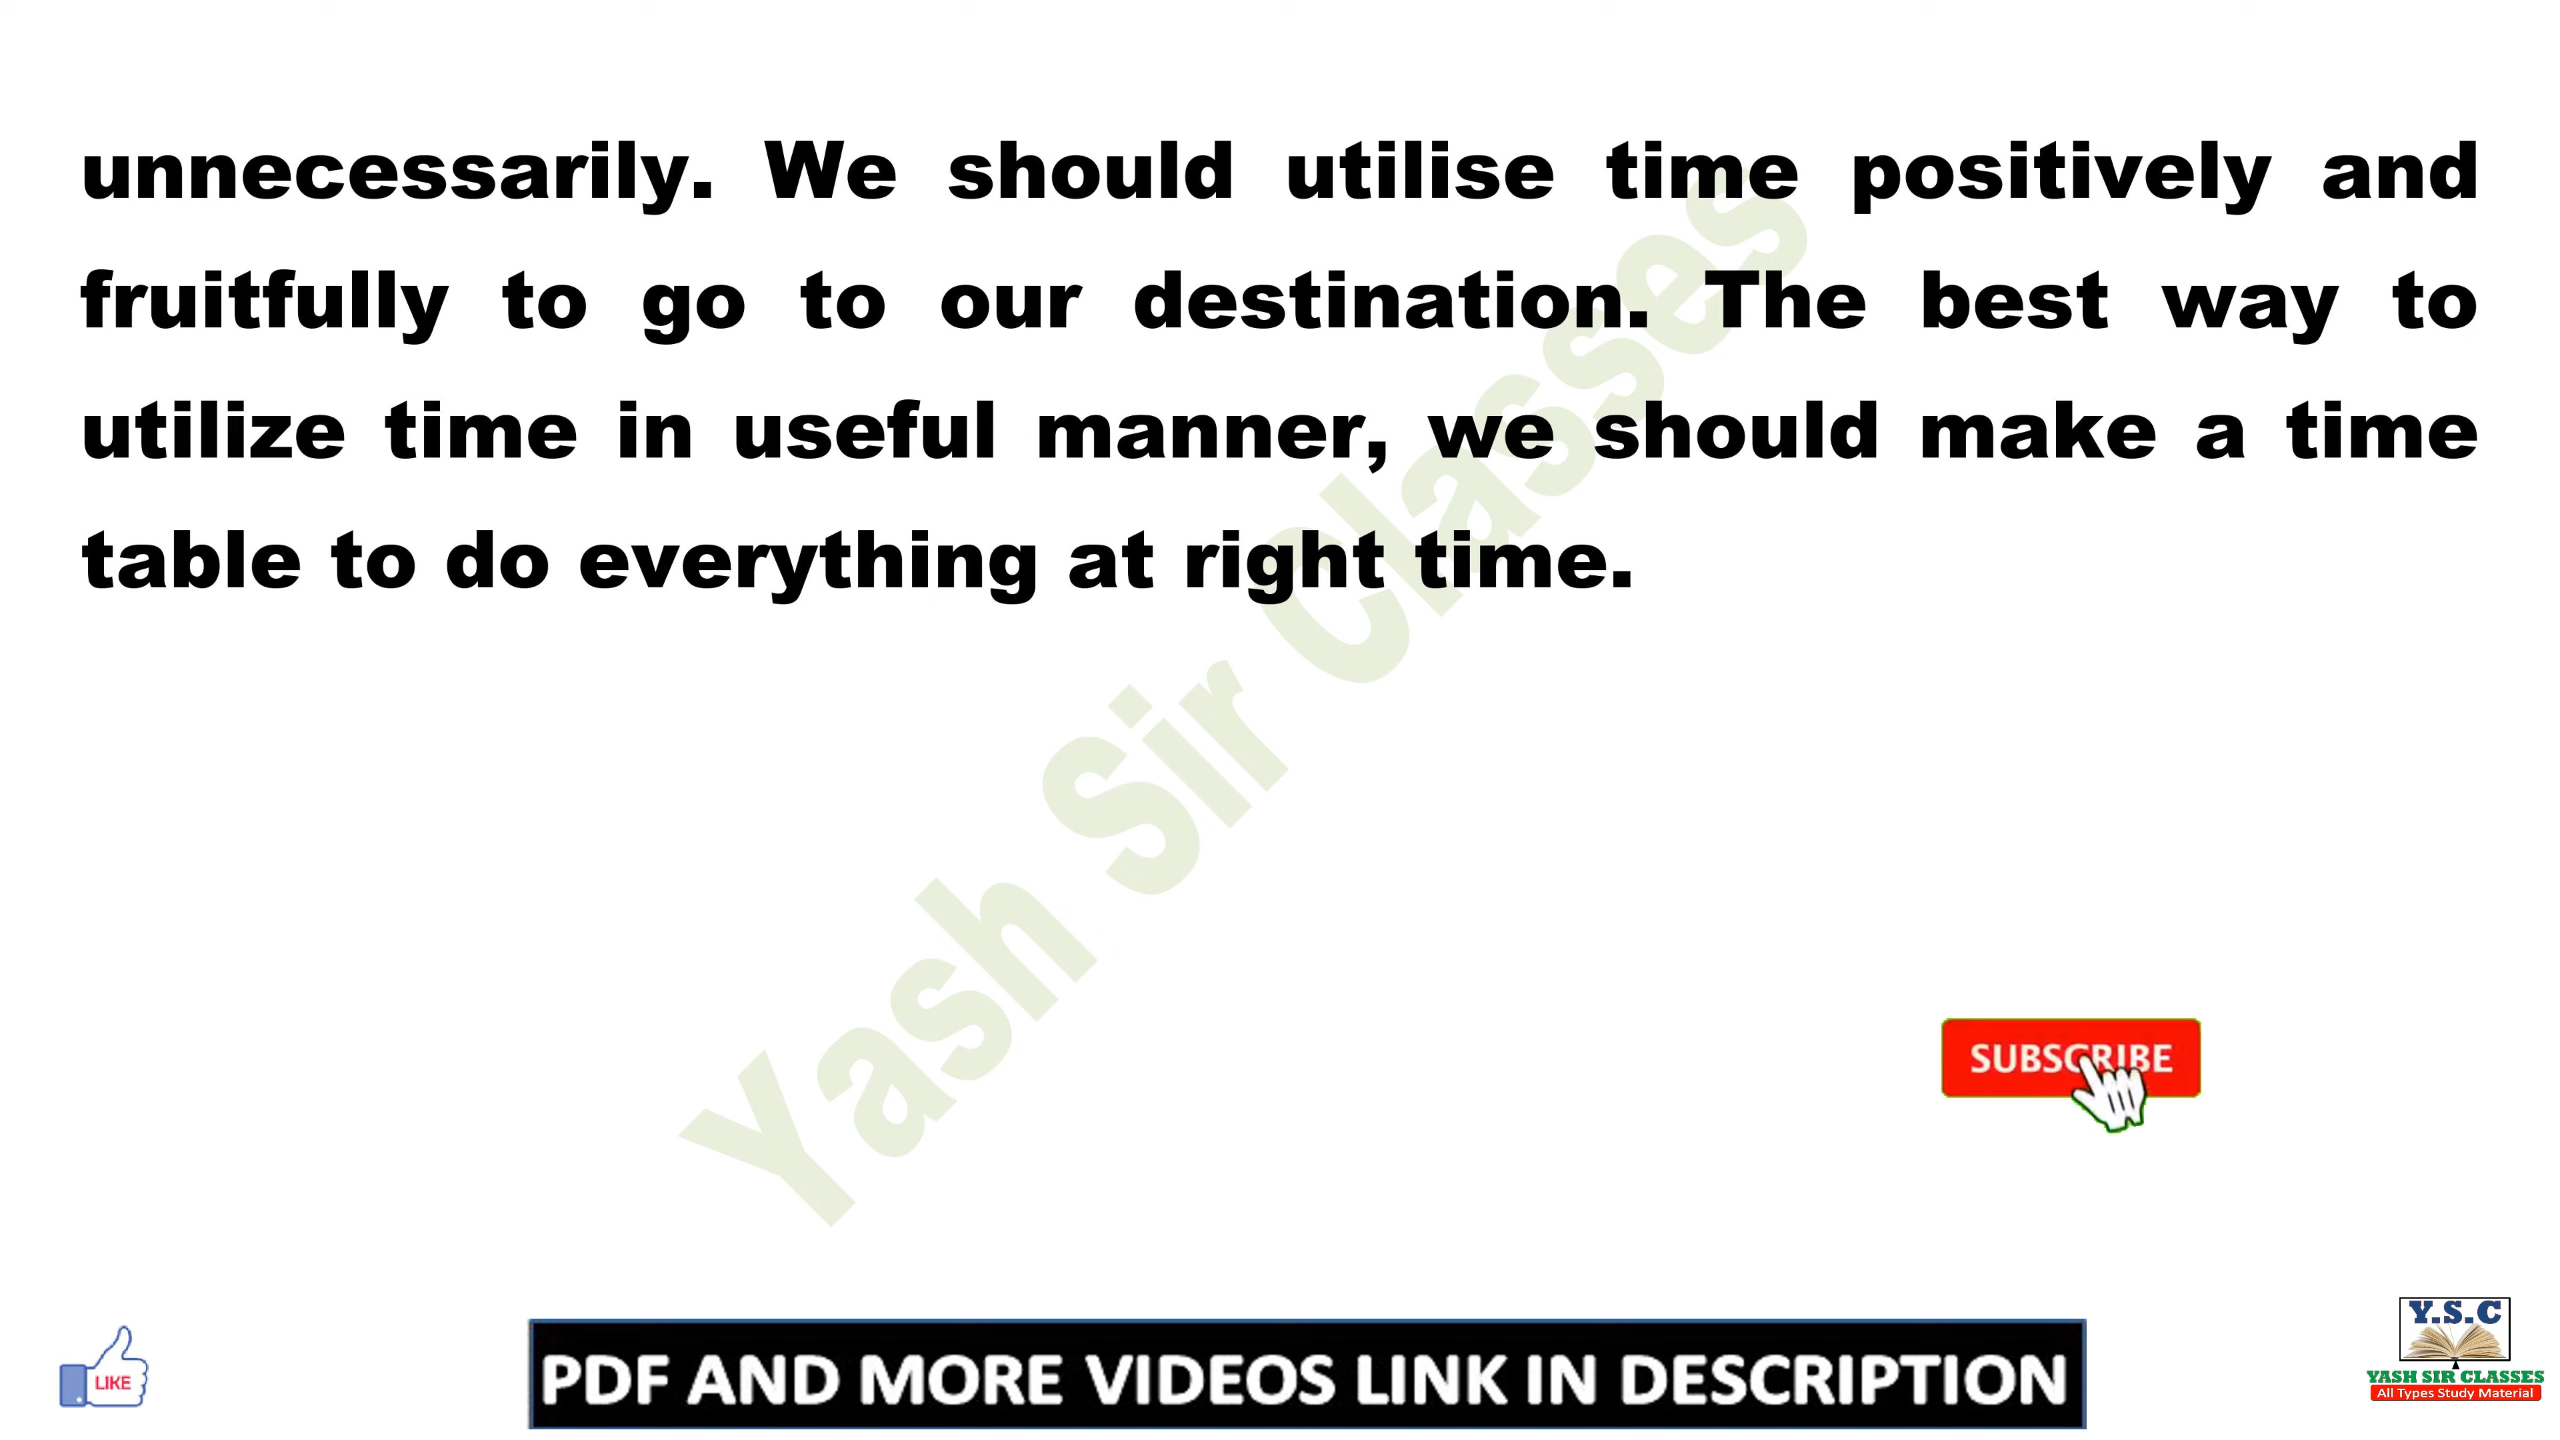 unnecessarily. We should utilise time positively and
fruitfully to go to our destination. The best way to
utilize time in useful manner, we should make a time
table to do everything at right time.
Yash Sir Classes
SUBSCRIBE
LIKE
PDF AND MORE VIDEOS LINK IN DESCRIPTION
Y.S.C
YASH SIR CLASSES
All Types Study Material